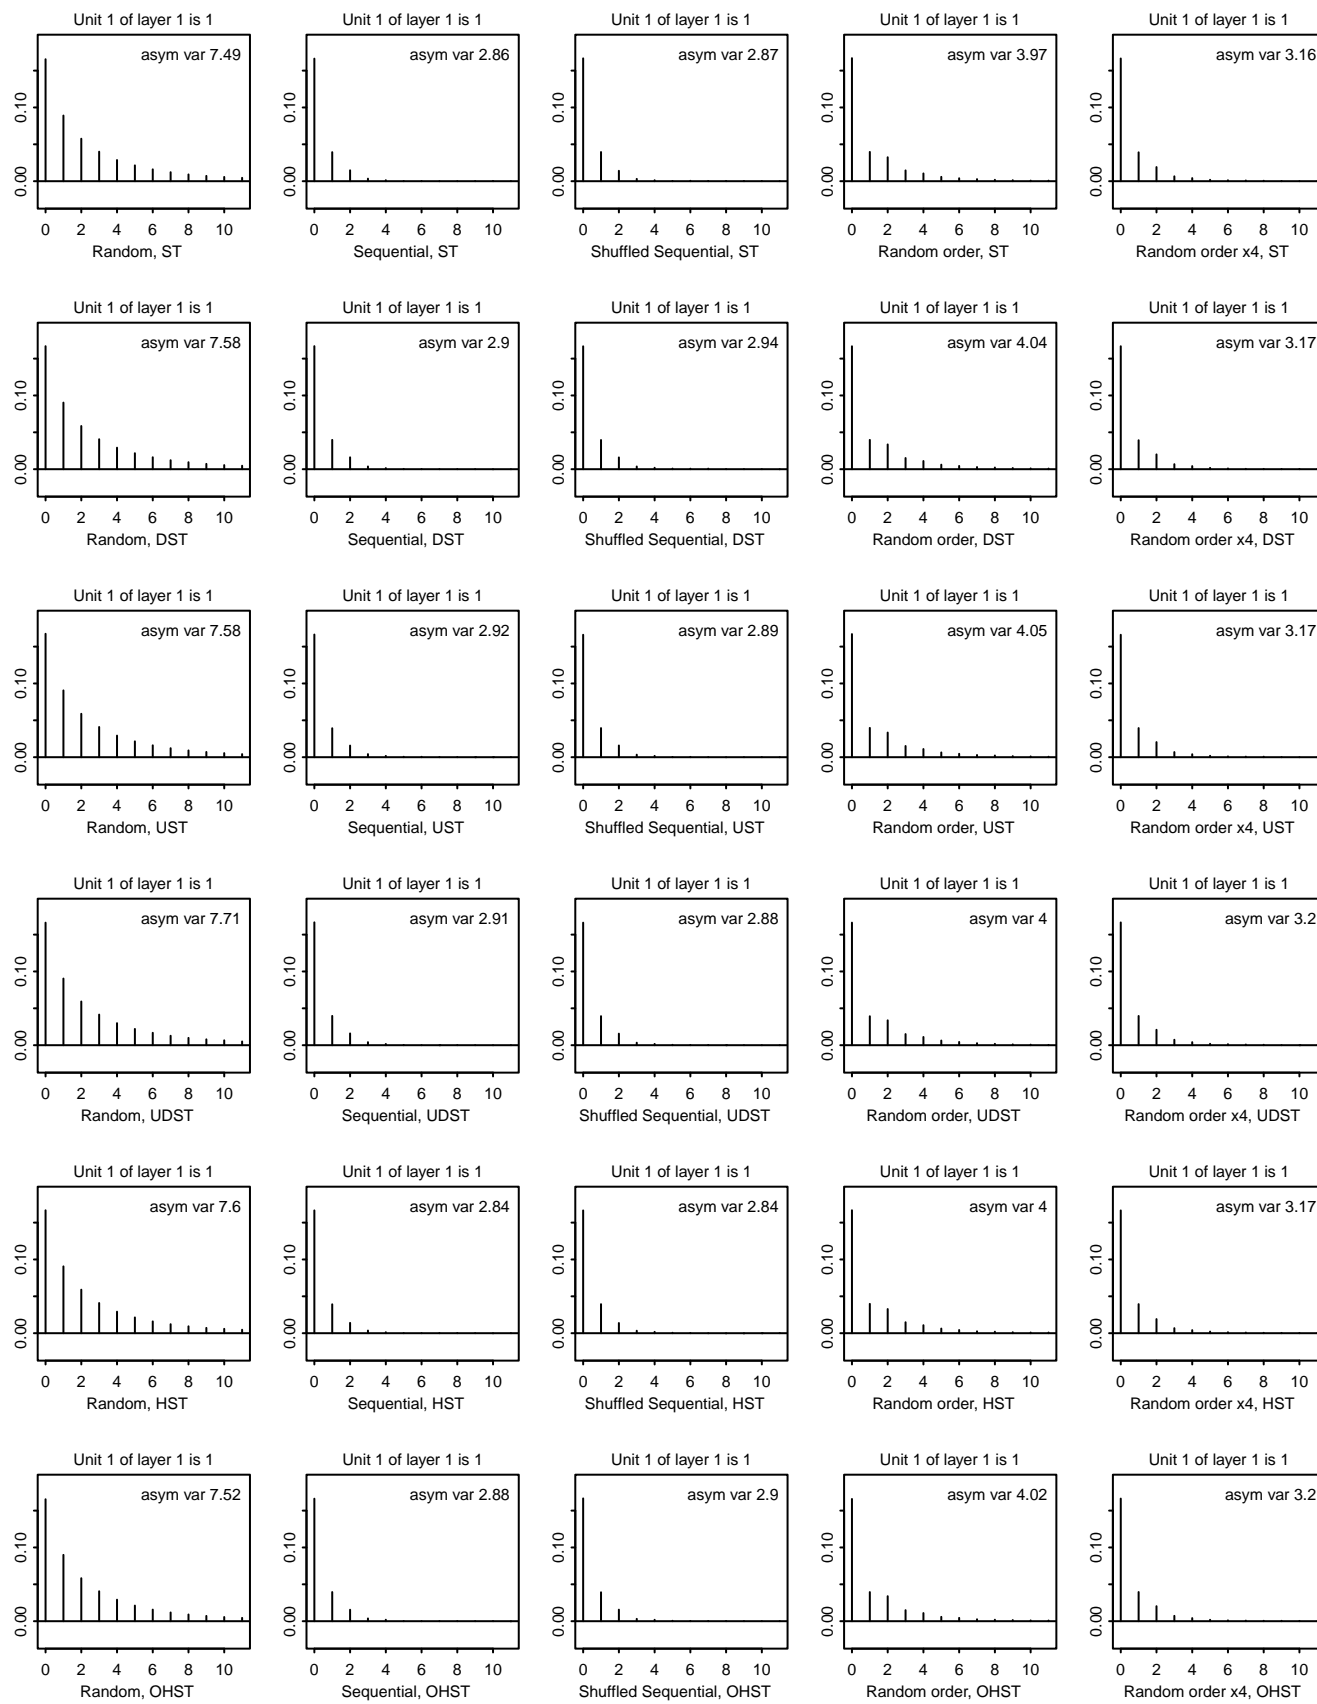 Unit 1 of layer 1 is 1 Unit 1 of layer 1 is 1 Unit 1 of layer 1 is 1 Unit 1 of layer 1 is 1 Unit 1 of layer 1 is 1
asym var 7.49 asym var 2.86 asym var 2.87 asym var 3.97 asym var 3.16
0.10 0.10 0.10 0.10 0.10
0.00 0.00 0.00 0.00 0.00
0 2 4 6 8 10 0 2 4 6 8 10 0 2 4 6 8 10 0 2 4 6 8 10 0 2 4 6 8 10
Random, ST Sequential, ST Shuffled Sequential, ST Random order, ST Random order x4, ST
Unit 1 of layer 1 is 1 Unit 1 of layer 1 is 1 Unit 1 of layer 1 is 1 Unit 1 of layer 1 is 1 Unit 1 of layer 1 is 1
asym var 7.58 asym var 2.9 asym var 2.94 asym var 4.04 asym var 3.17
0.10 0.10 0.10 0.10 0.10
0.00 0.00 0.00 0.00 0.00
0 2 4 6 8 10 0 2 4 6 8 10 0 2 4 6 8 10 0 2 4 6 8 10 0 2 4 6 8 10
Random, DST Sequential, DST Shuffled Sequential, DST Random order, DST Random order x4, DST
Unit 1 of layer 1 is 1 Unit 1 of layer 1 is 1 Unit 1 of layer 1 is 1 Unit 1 of layer 1 is 1 Unit 1 of layer 1 is 1
asym var 7.58 asym var 2.92 asym var 2.89 asym var 4.05 asym var 3.17
0.10 0.10 0.10 0.10 0.10
0.00 0.00 0.00 0.00 0.00
0 2 4 6 8 10 0 2 4 6 8 10 0 2 4 6 8 10 0 2 4 6 8 10 0 2 4 6 8 10
Random, UST Sequential, UST Shuffled Sequential, UST Random order, UST Random order x4, UST
Unit 1 of layer 1 is 1 Unit 1 of layer 1 is 1 Unit 1 of layer 1 is 1 Unit 1 of layer 1 is 1 Unit 1 of layer 1 is 1
asym var 7.71 asym var 2.91 asym var 2.88 asym var 4 asym var 3.2
0.10 0.10 0.10 0.10 0.10
0.00 0.00 0.00 0.00 0.00
0 2 4 6 8 10 0 2 4 6 8 10 0 2 4 6 8 10 0 2 4 6 8 10 0 2 4 6 8 10
Random, UDST Sequential, UDST Shuffled Sequential, UDST Random order, UDST Random order x4, UDST
Unit 1 of layer 1 is 1 Unit 1 of layer 1 is 1 Unit 1 of layer 1 is 1 Unit 1 of layer 1 is 1 Unit 1 of layer 1 is 1
asym var 7.6 asym var 2.84 asym var 2.84 asym var 4 asym var 3.17
0.10 0.10 0.10 0.10 0.10
0.00 0.00 0.00 0.00 0.00
0 2 4 6 8 10 0 2 4 6 8 10 0 2 4 6 8 10 0 2 4 6 8 10 0 2 4 6 8 10
Random, HST Sequential, HST Shuffled Sequential, HST Random order, HST Random order x4, HST
Unit 1 of layer 1 is 1 Unit 1 of layer 1 is 1 Unit 1 of layer 1 is 1 Unit 1 of layer 1 is 1 Unit 1 of layer 1 is 1
asym var 7.52 asym var 2.88 asym var 2.9 asym var 4.02 asym var 3.2
0.10 0.10 0.10 0.10 0.10
0.00 0.00 0.00 0.00 0.00
0 2 4 6 8 10 0 2 4 6 8 10 0 2 4 6 8 10 0 2 4 6 8 10 0 2 4 6 8 10
Random, OHST Sequential, OHST Shuffled Sequential, OHST Random order, OHST Random order x4, OHST